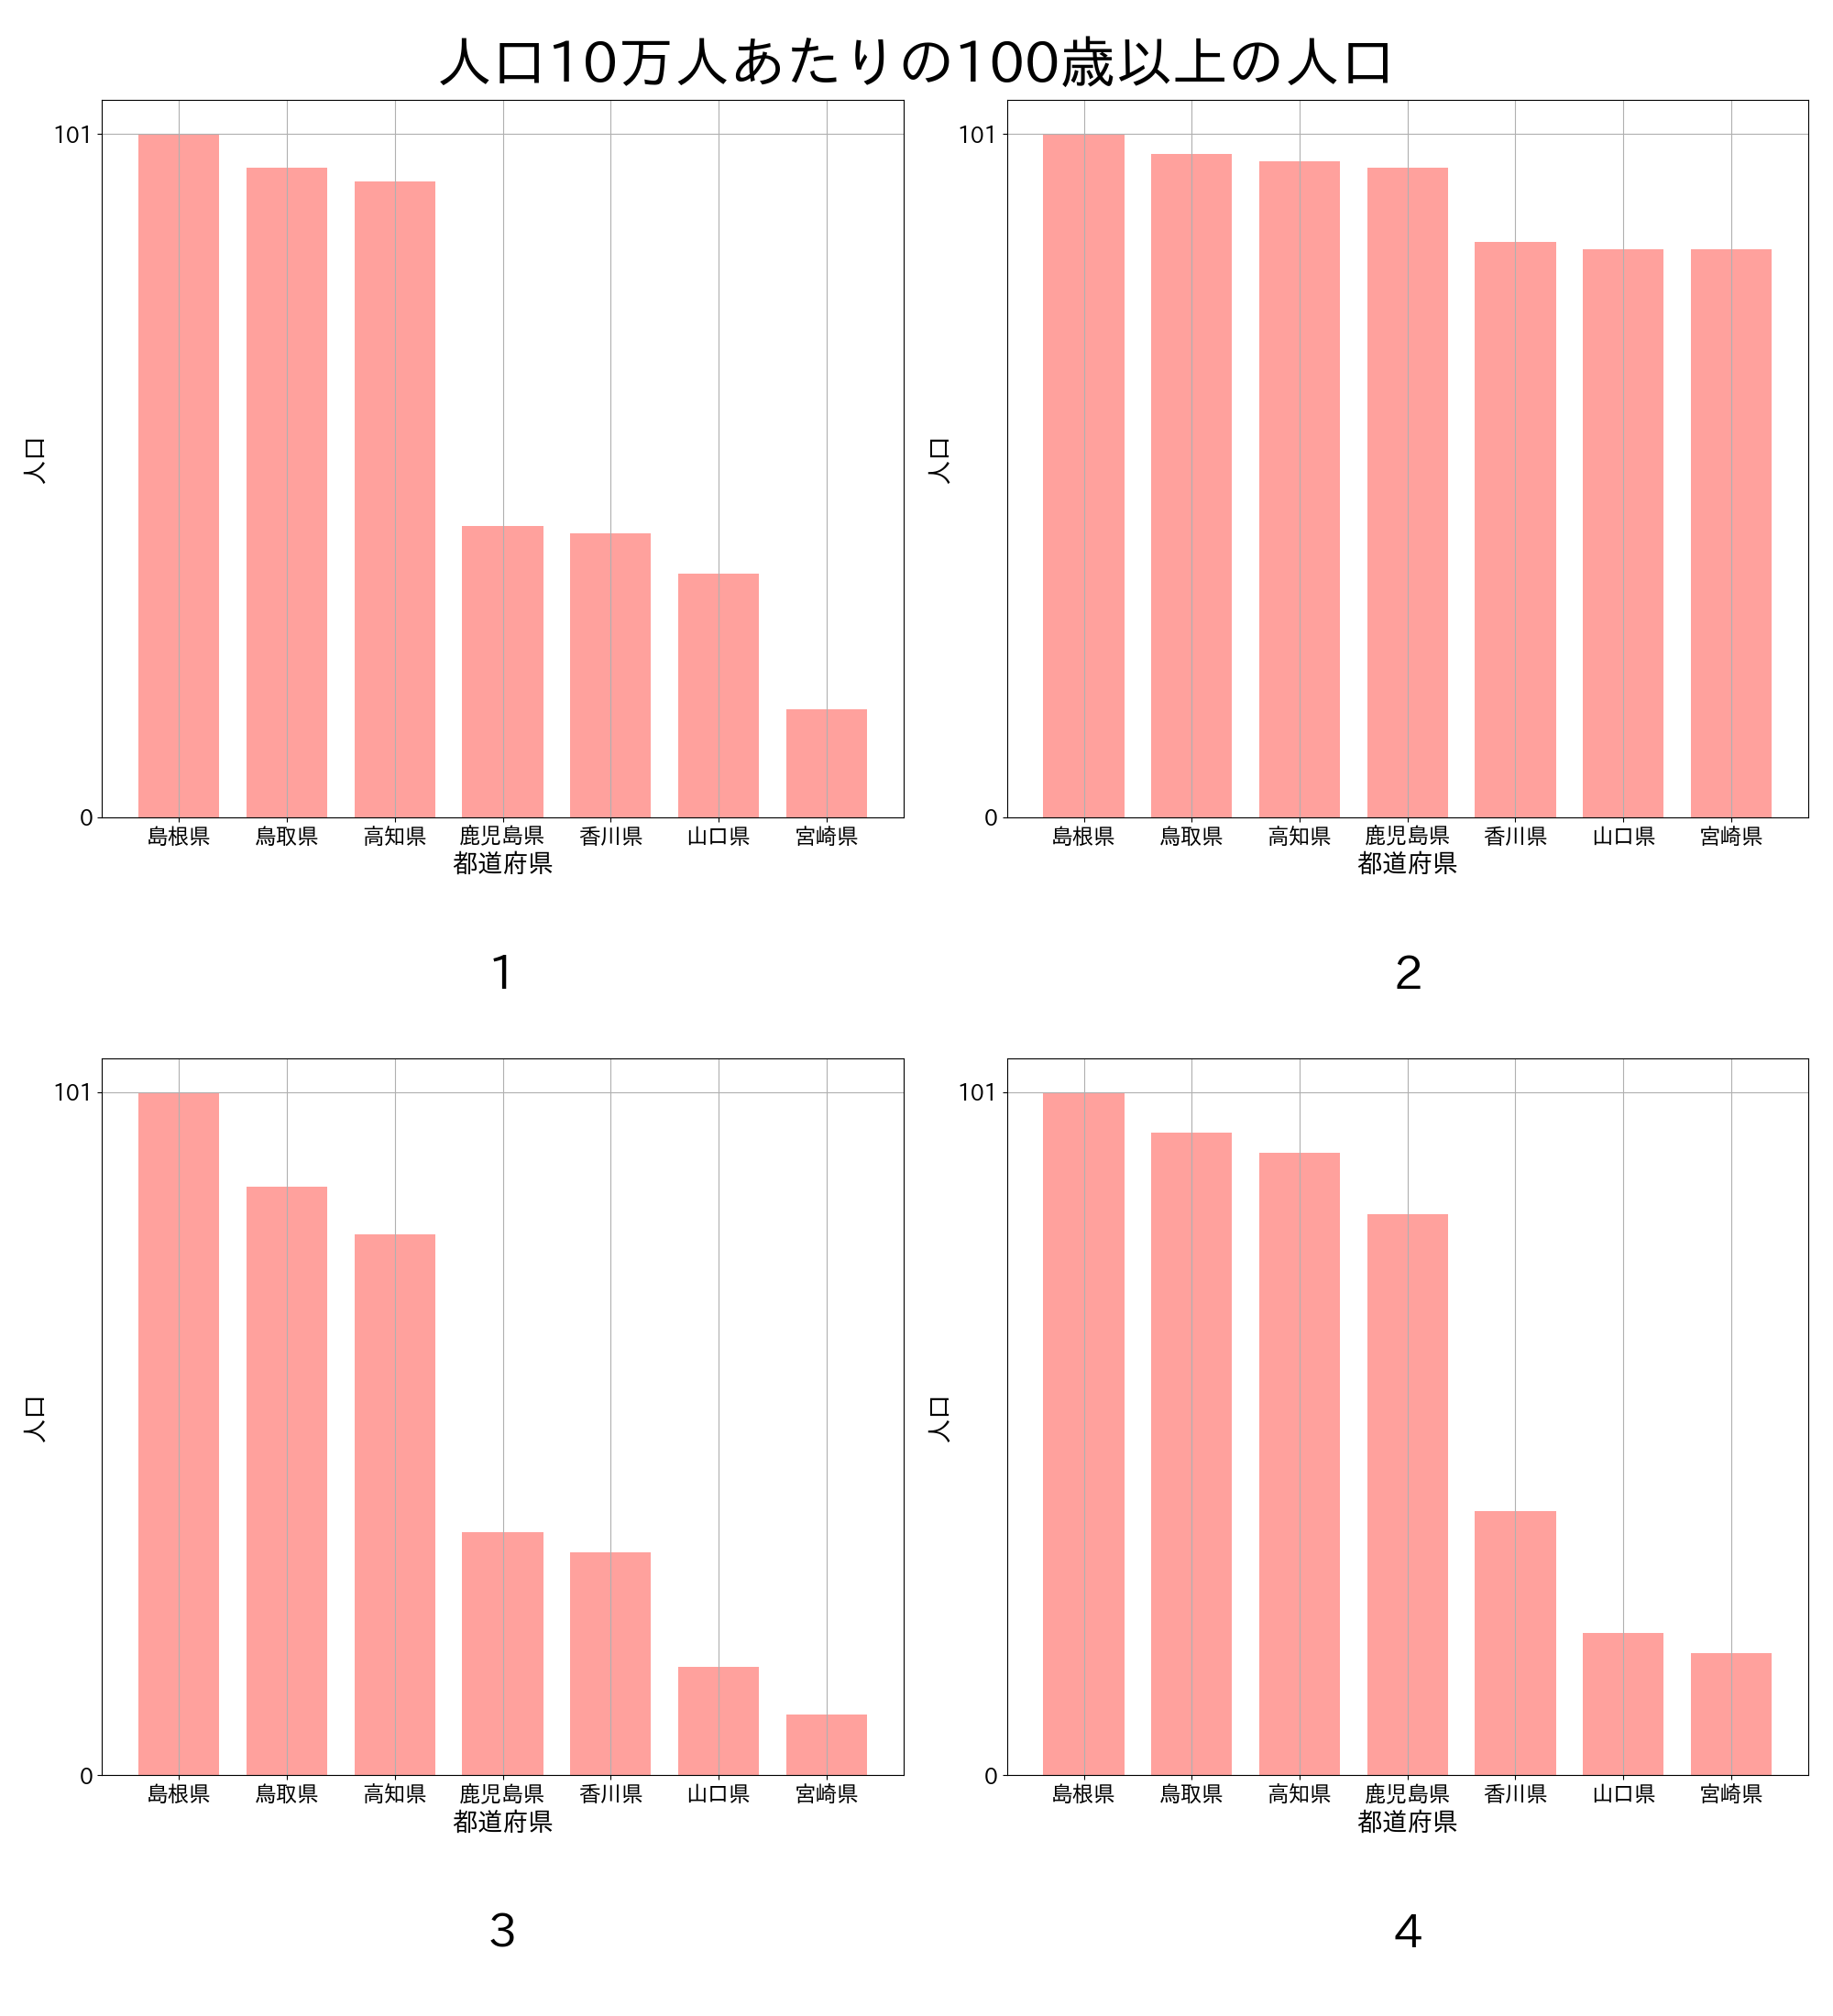 人口10万人あたりの100歳以上の人口
101
0
人口
島根県 鳥取県 高知県 鹿児島県 香川県 山口県 宮崎県
都道府県
1
101
0
人口
島根県 鳥取県 高知県 鹿児島県 香川県 山口県 宮崎県
都道府県
2
101
0
人口
島根県 鳥取県 高知県 鹿児島県 香川県 山口県 宮崎県
都道府県
3
101
0
人口
島根県 鳥取県 高知県 鹿児島県 香川県 山口県 宮崎県
都道府県
4